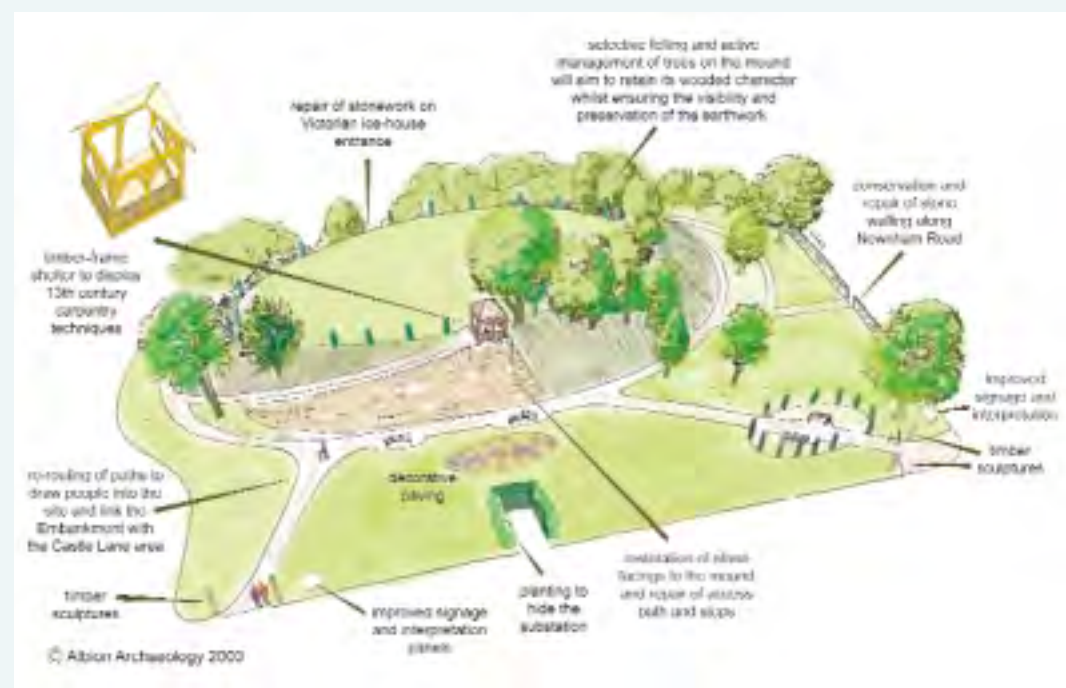 selective felling and active
management of trees on the mound
will aim to retain its wooded character
whilst ensuring the visibility and
preservation of the earthwork
repair of stonework on
Victorian ice-house
entrance
conservation and
repair of stone
walling along
Newnham Road
timber-frame
shelter to display
13th century
carpentry
techniques
improved
signage and
interpretation
timber
sculptures
decorative
paving
re-routing of paths to
draw people into the
site and link the
Embankment with
the Castle Lane area
restoration of stone
facings to the mound
and repair of access
path and steps
planting to
hide the
substation
timber
sculptures
improved signage
and interpretation
panels
© Albion Archaeology 2003